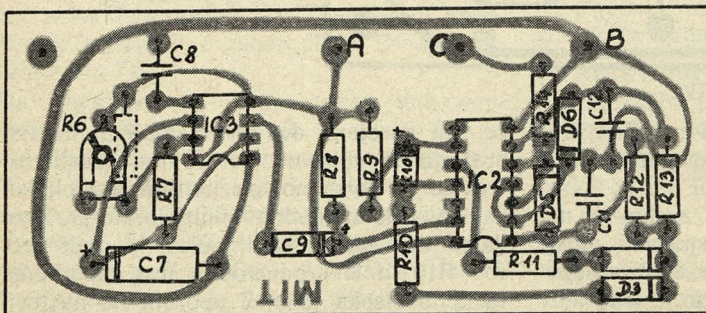 A
C
B
C8
R6
IC3
R7
R8
R9
R10
IC2
R14
D6
C12
D5
C11
R12
R13
+
C7
C9
+
R10
R11
D3
MIT